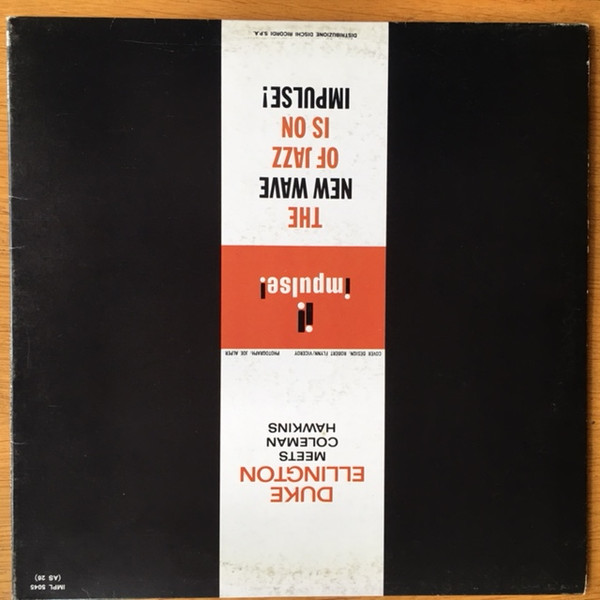 IMPL 5045
(AS 26)
DUKE
ELLINGTON
MEETS
COLEMAN
HAWKINS
COVER DESIGN: ROBERT FLYNN/VICEROY PHOTOGRAPH: JOE ALPER
i!
impulse!
THE
NEW WAVE
OF JAZZ
IS ON
IMPULSE!
DISTRIBUZIONE DISCHI RICORDI S.P.A.